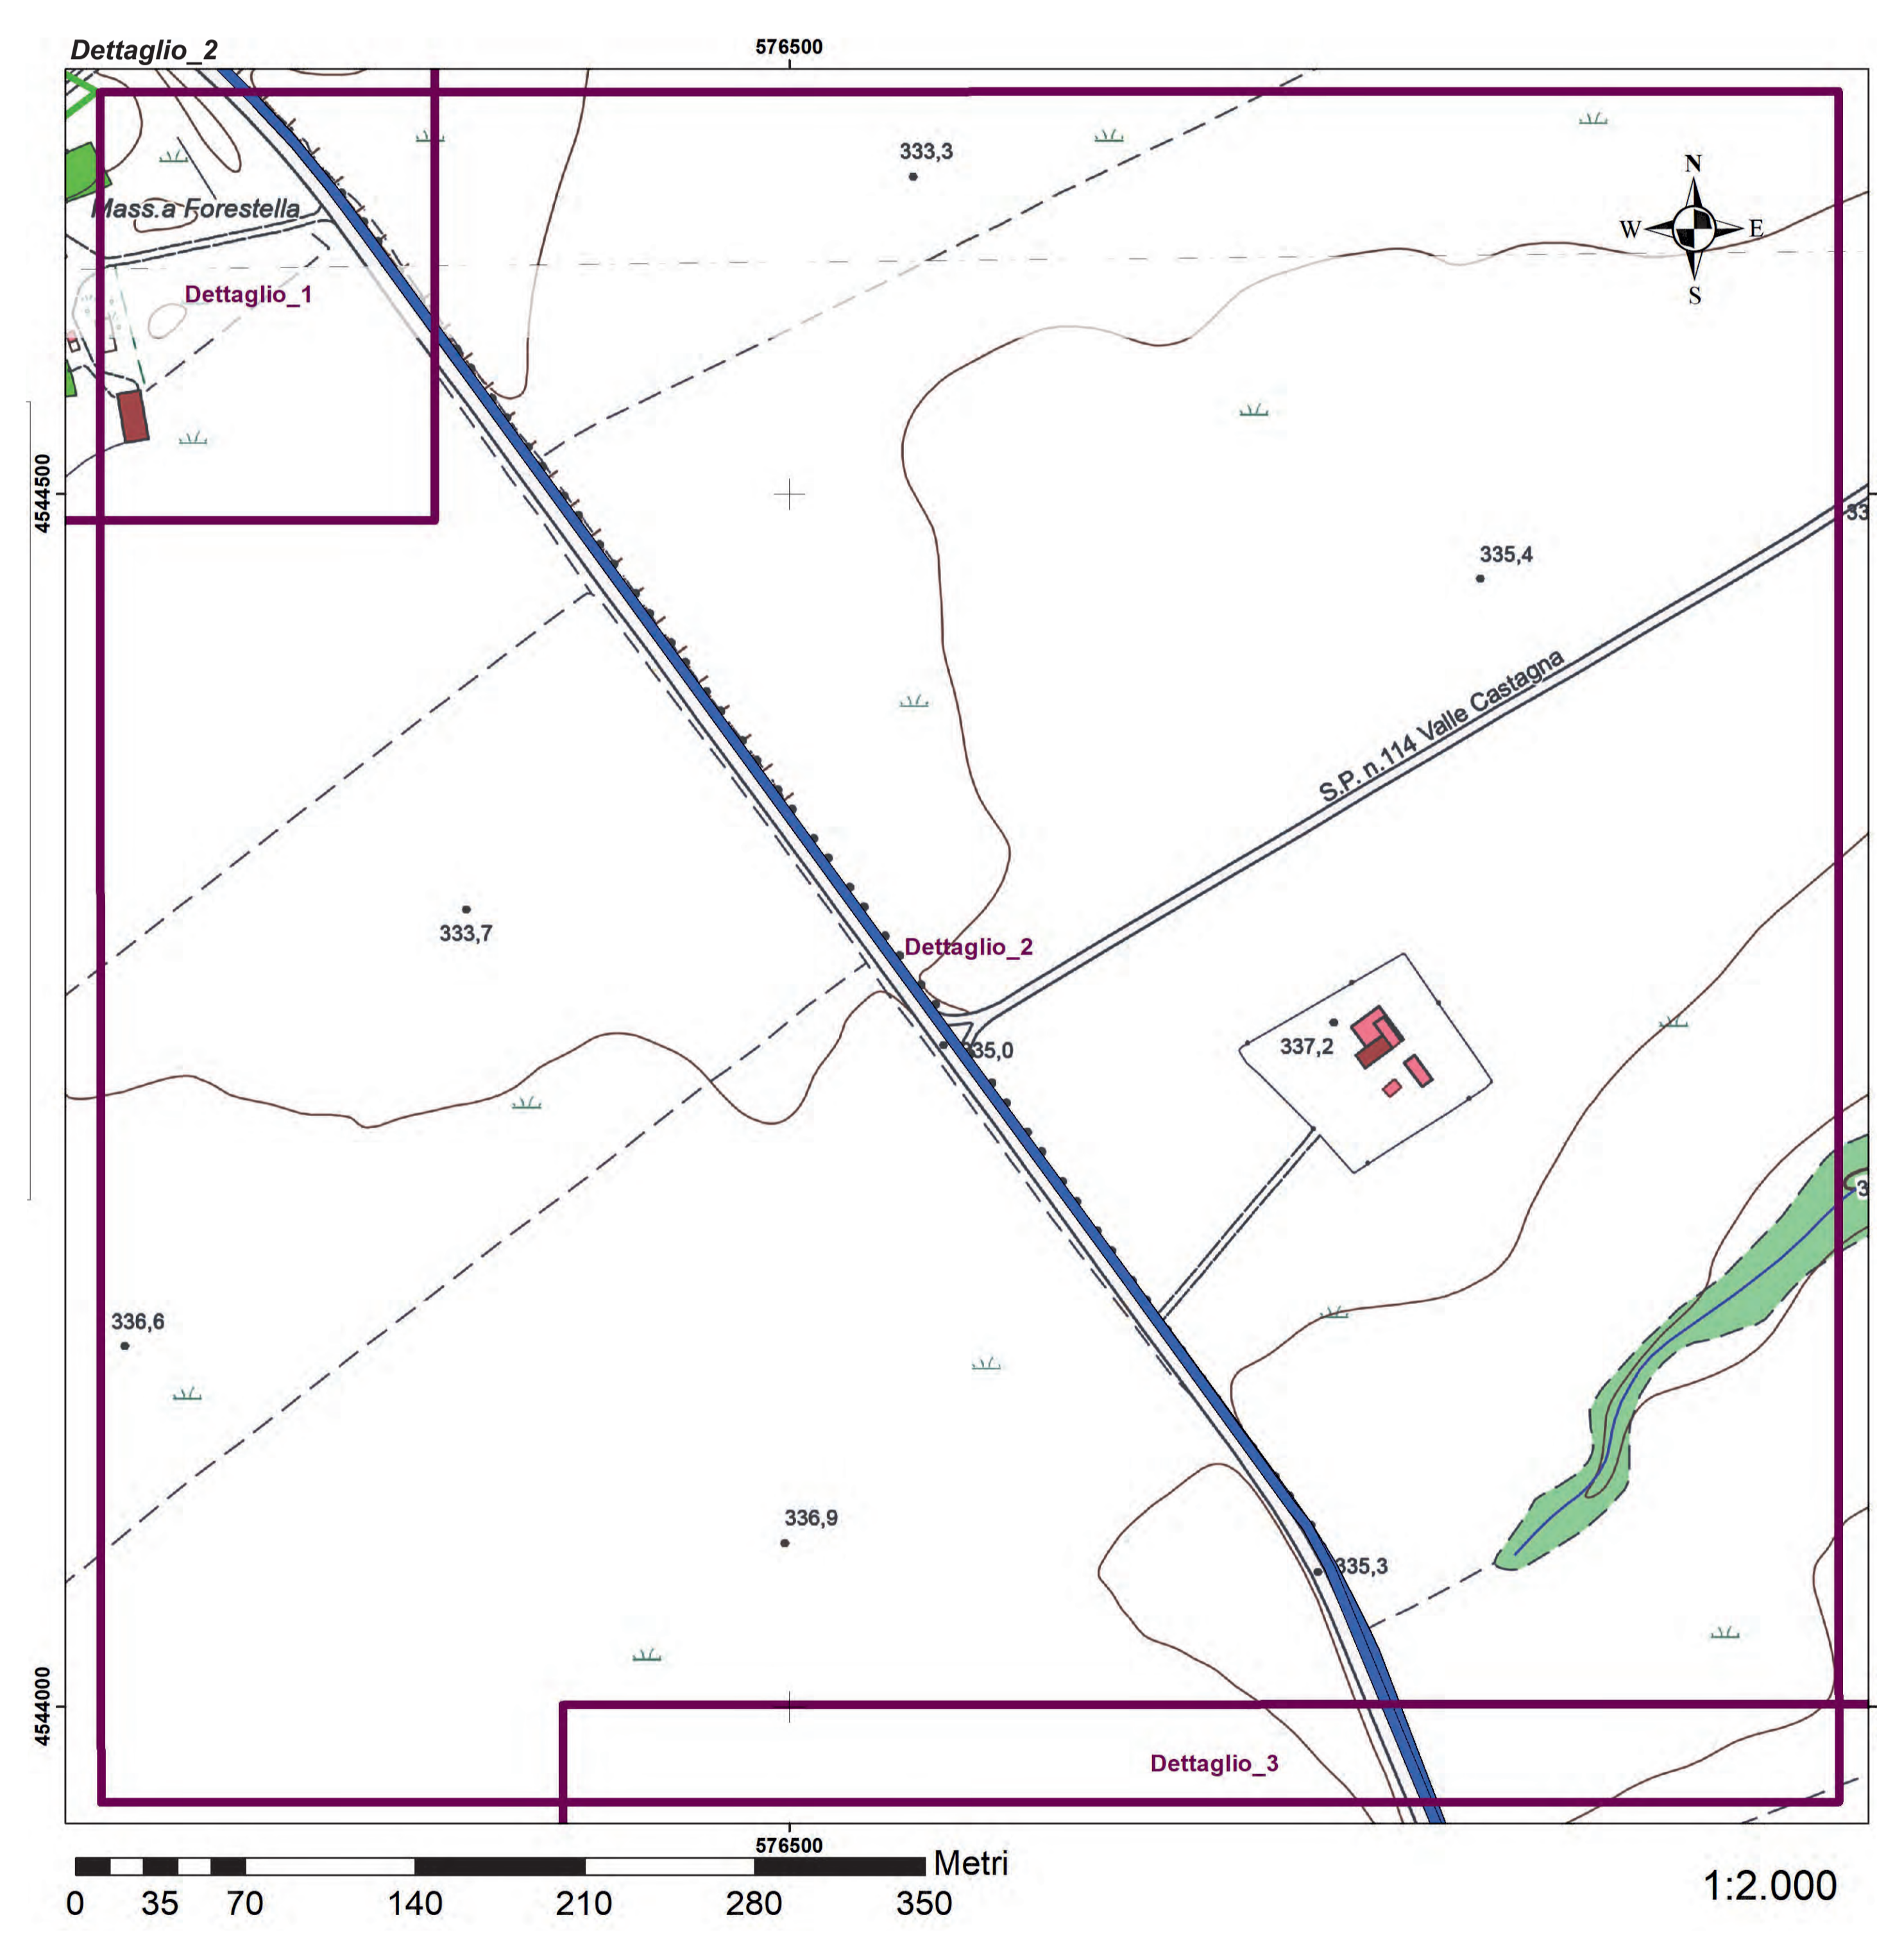 Dettaglio_2
576500
333,3
N
W E
S
Mass.a Forestella
Dettaglio_1
4544500
335,4
S.P. n.114 Valle Castagna
333,7
Dettaglio_2
335,0
337,2
336,6
336,9
335,3
4544000
Dettaglio_3
576500
Metri
0 35 70 140 210 280 350
1:2.000